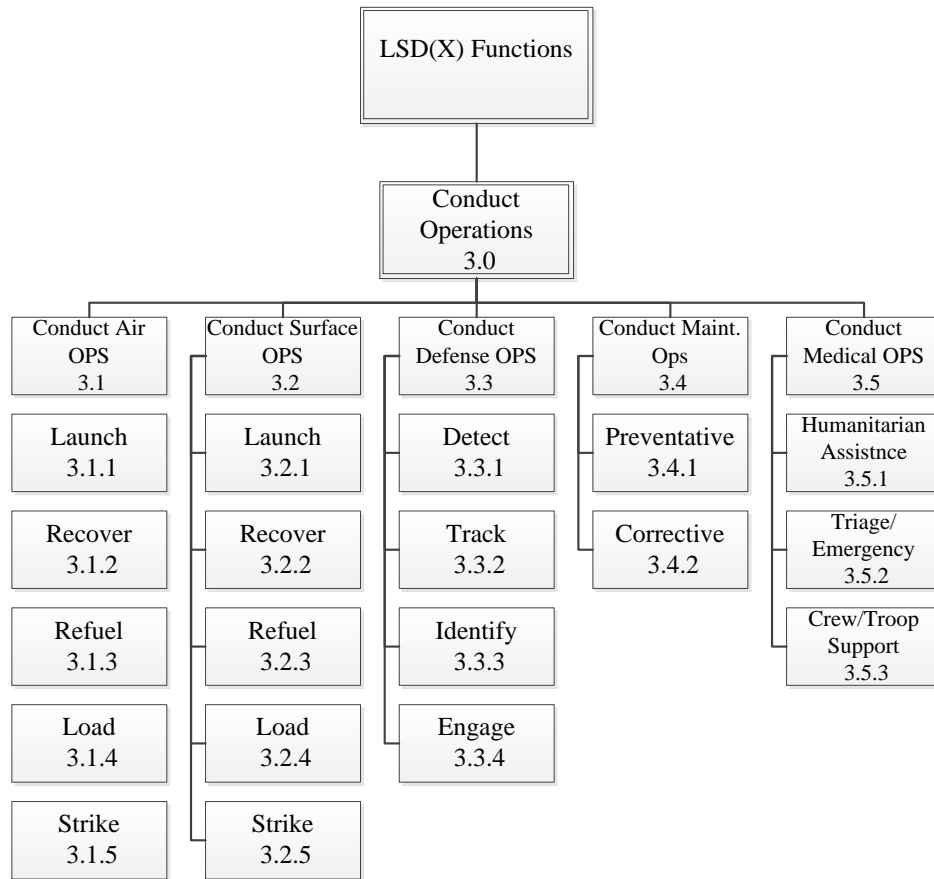 LSD(X) Functions
Conduct
Operations
3.0
Conduct Air
OPS
3.1
Launch
3.1.1
Recover
3.1.2
Refuel
3.1.3
Load
3.1.4
Strike
3.1.5
Conduct Surface
OPS
3.2
Launch
3.2.1
Recover
3.2.2
Refuel
3.2.3
Load
3.2.4
Strike
3.2.5
Conduct
Defense OPS
3.3
Detect
3.3.1
Track
3.3.2
Identify
3.3.3
Engage
3.3.4
Conduct Maint.
Ops
3.4
Preventative
3.4.1
Corrective
3.4.2
Conduct
Medical OPS
3.5
Humanitarian
Assistnce
3.5.1
Triage/
Emergency
3.5.2
Crew/Troop
Support
3.5.3